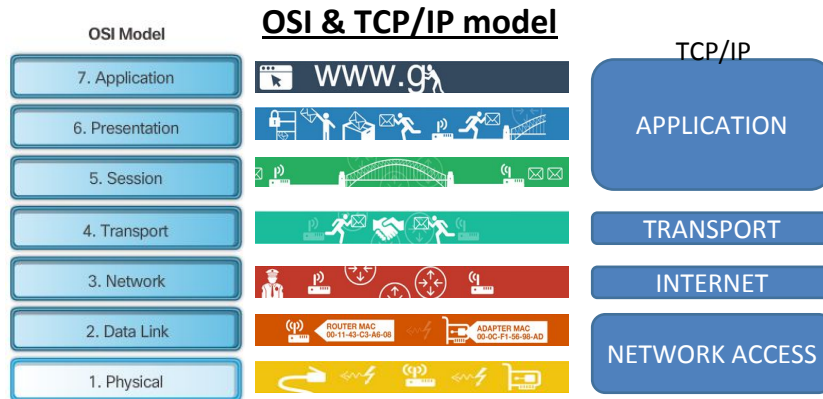 OSI & TCP/IP model
OSI Model
TCP/IP
7. Application
www.g
6. Presentation
APPLICATION
5. Session
4. Transport
TRANSPORT
3. Network
INTERNET
2. Data Link
ROUTER MAC
00-11-43-C3-A6-08
ADAPTER MAC
00-0C-F1-56-98-AD
NETWORK ACCESS
1. Physical